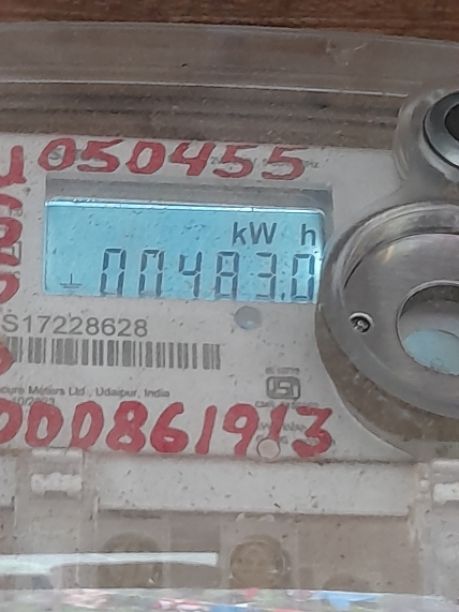 050455
kW h
00483.0
S17228628
Meters Ltd., Udaipur, India
000861913